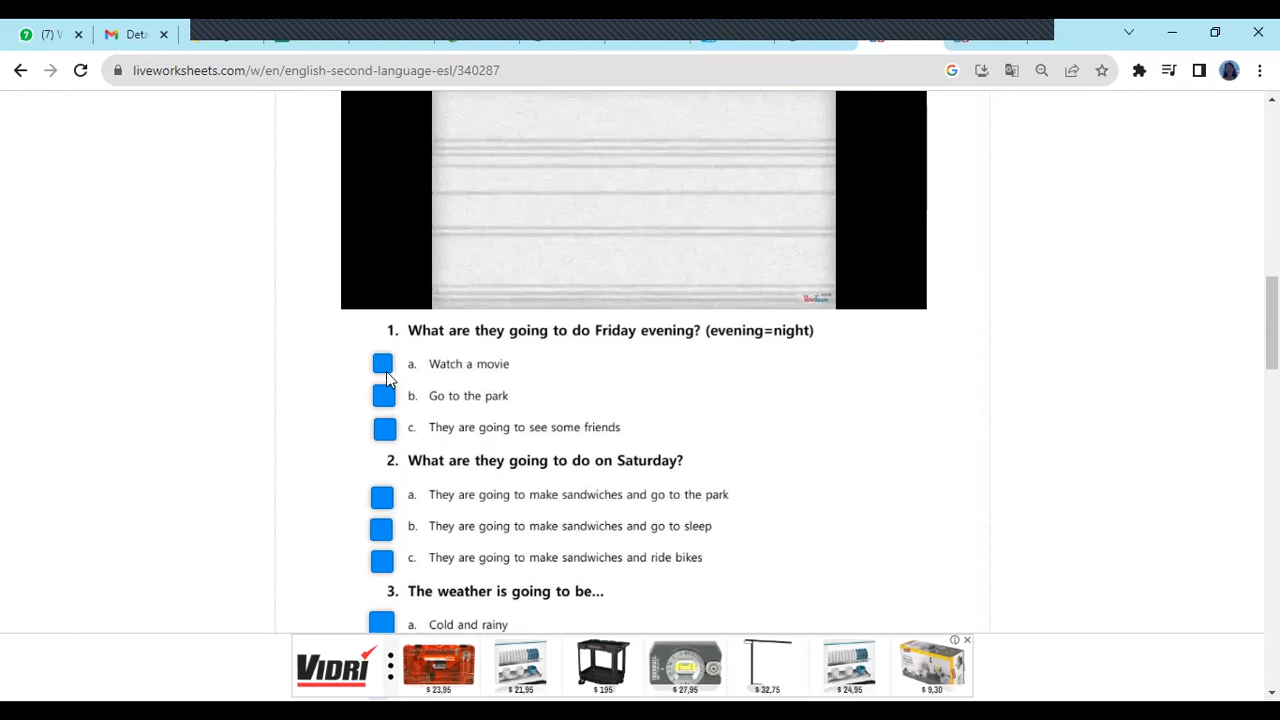 (7) W
Deta
liveworksheets.com/w/en/english-second-language-esl/340287
POWTOON
1. What are they going to do Friday evening? (evening=night)
a. Watch a movie
b. Go to the park
c. They are going to see some friends
2. What are they going to do on Saturday?
a. They are going to make sandwiches and go to the park
b. They are going to make sandwiches and go to sleep
c. They are going to make sandwiches and ride bikes
3. The weather is going to be...
a. Cold and rainy
VIDRI
$ 23,95 $ 21,95 $ 195 $ 27,95 $ 32,75 $ 24,95 $ 9,30